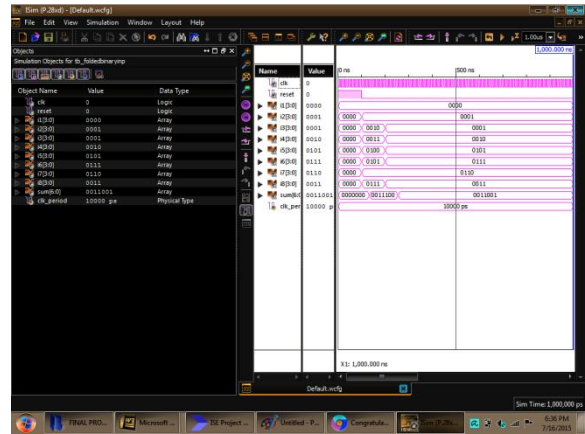 ISim (P.28xd) - [Default.wcfg]
File Edit View Simulation Window Layout Help
1.00us
Objects
Simulation Objects for tb_foldedbinaryinp
Object Name Value Data Type
clk 0 Logic
reset 0 Logic
i1[3:0] 0000 Array
i2[3:0] 0001 Array
i3[3:0] 0001 Array
i4[3:0] 0010 Array
i5[3:0] 0101 Array
i6[3:0] 0111 Array
i7[3:0] 0110 Array
i8[3:0] 0011 Array
sum[6:0] 0011001 Array
clk_period 10000 ps Physical Type
1,000.000 ns
Name Value 0 ns 500 ns
clk 0
reset 0
i1[3:0] 0000 0000
i2[3:0] 0001 0000 0001
i3[3:0] 0001 0000 0010 0001
i4[3:0] 0010 0000 0011 0010
i5[3:0] 0101 0000 0100 0101
i6[3:0] 0111 0000 0101 0111
i7[3:0] 0110 0000 0110
i8[3:0] 0011 0000 0111 0011
sum[6:0 0011001 0000000 0011100 0011001
clk_per 10000 p 10000 ps
X1: 1,000.000 ns
Default.wcfg
Sim Time: 1,000,000 ps
FINAL PRO... Microsoft ... ISE Project ... Untitled - P... Congratula... ISim (P.28x...
6:36 PM
7/16/2015